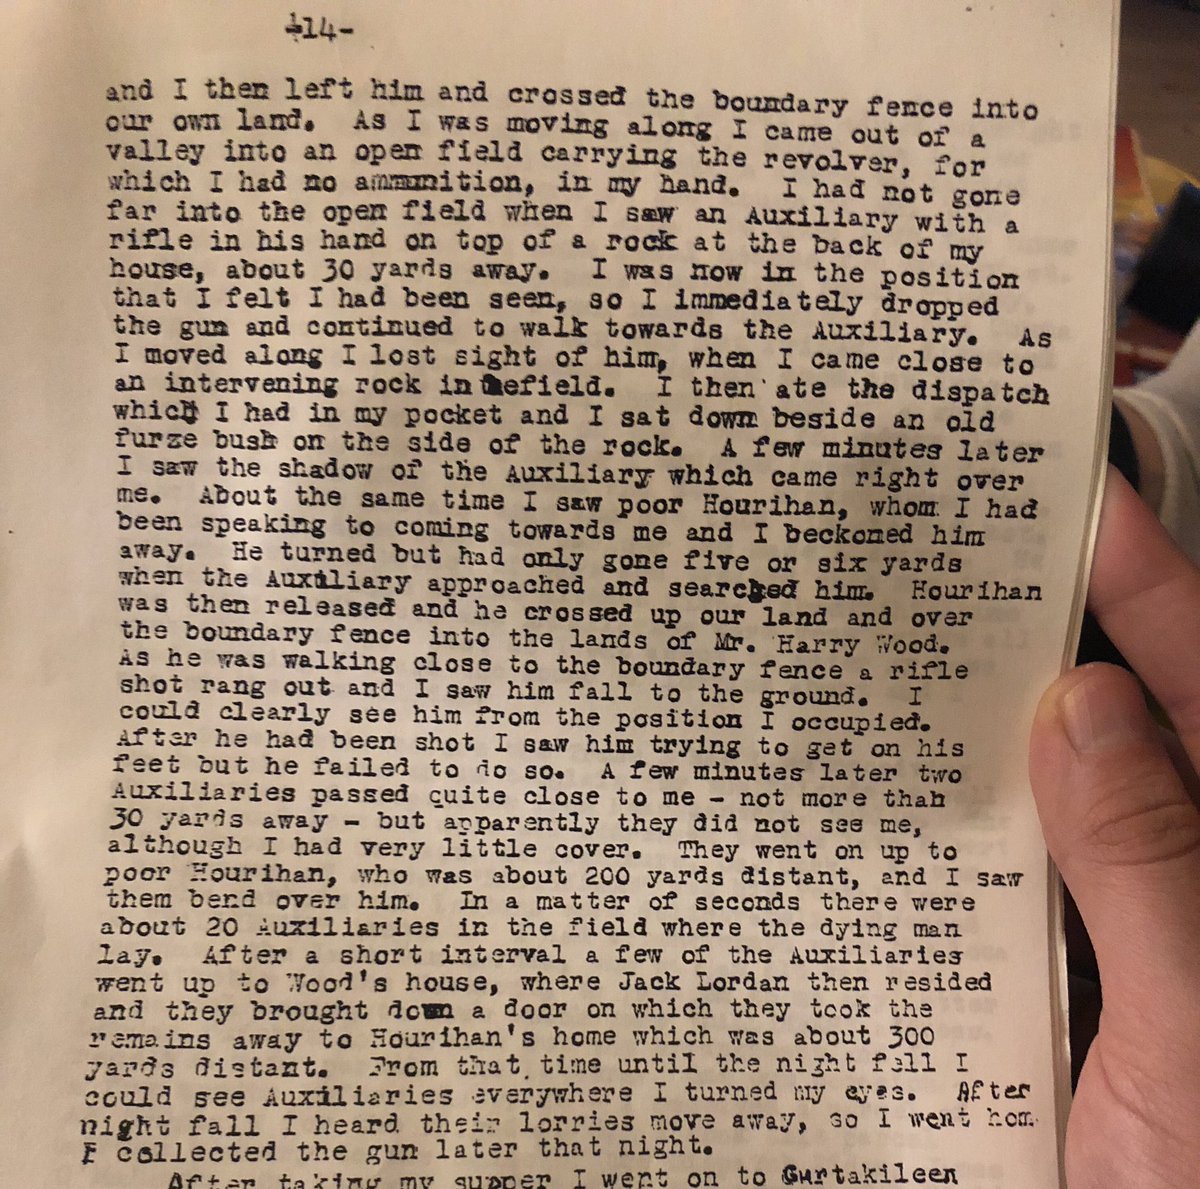 -14-
and I then left him and crossed the boundary fence into
our own land.  As I was moving along I came out of a
valley into an open field carrying the revolver, for
which I had no ammunition, in my hand.  I had not gone
far into the open field when I saw an Auxiliary with a
rifle in his hand on top of a rock at the back of my
house, about 30 yards away.  I was now in the position
that I felt I had been seen, so I immediately dropped
the gun and continued to walk towards the Auxiliary.  As
I moved along I lost sight of him, when I came close to
an intervening rock in thefield.  I then ate the dispatch
which I had in my pocket and I sat down beside an old
furze bush on the side of the rock.  A few minutes later
I saw the shadow of the Auxiliary which came right over
me.  About the same time I saw poor Hourihan, whom I had
been speaking to coming towards me and I beckoned him
away.  He turned but had only gone five or six yards
when the Auxiliary approached and searched him.  Hourihan
was then released and he crossed up our land and over
the boundary fence into the lands of Mr. Harry Wood.
As he was walking close to the boundary fence a rifle
shot rang out and I saw him fall to the ground.  I
could clearly see him from the position I occupied.
After he had been shot I saw him trying to get on his
feet but he failed to do so.  A few minutes later two
Auxiliaries passed quite close to me - not more than
30 yards away - but apparently they did not see me,
although I had very little cover.  They went on up to
poor Hourihan, who was about 200 yards distant, and I saw
them bend over him.  In a matter of seconds there were
about 20 Auxiliaries in the field where the dying man
lay.  After a short interval a few of the Auxiliaries
went up to Wood's house, where Jack Lordan then resided
and they brought down a door on which they took the
remains away to Hourihan's home which was about 300
yards distant.  From that time until the night fell I
could see Auxiliaries everywhere I turned my eyes.  After
night fall I heard their lorries move away, so I went hom
I collected the gun later that night.
After taking my supper I went on to Gurtakileen